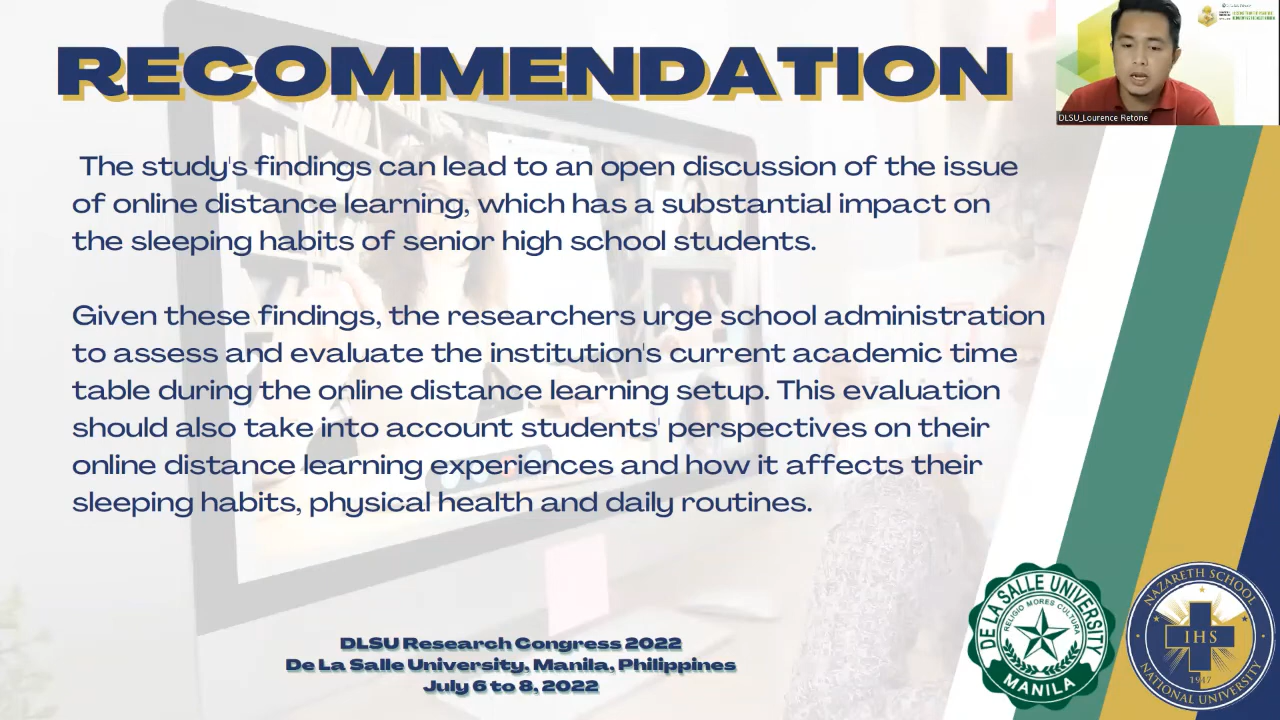 RECOMMENDATION
DLSU_Lourence Retone
The study's findings can lead to an open discussion of the issue
of online distance learning, which has a substantial impact on
the sleeping habits of senior high school students.
Given these findings, the researchers urge school administration
to assess and evaluate the institution's current academic time
table during the online distance learning setup. This evaluation
should also take into account students' perspectives on their
online distance learning experiences and how it affects their
sleeping habits, physical health and daily routines.
DLSU Research Congress 2022
De La Salle University, Manila, Philippines
July 6 to 8, 2022
DE LA SALLE UNIVERSITY
RELIGIO MORES CULTURA
MANILA
NAZARETH SCHOOL
IHS
1917
NATIONAL UNIVERSITY